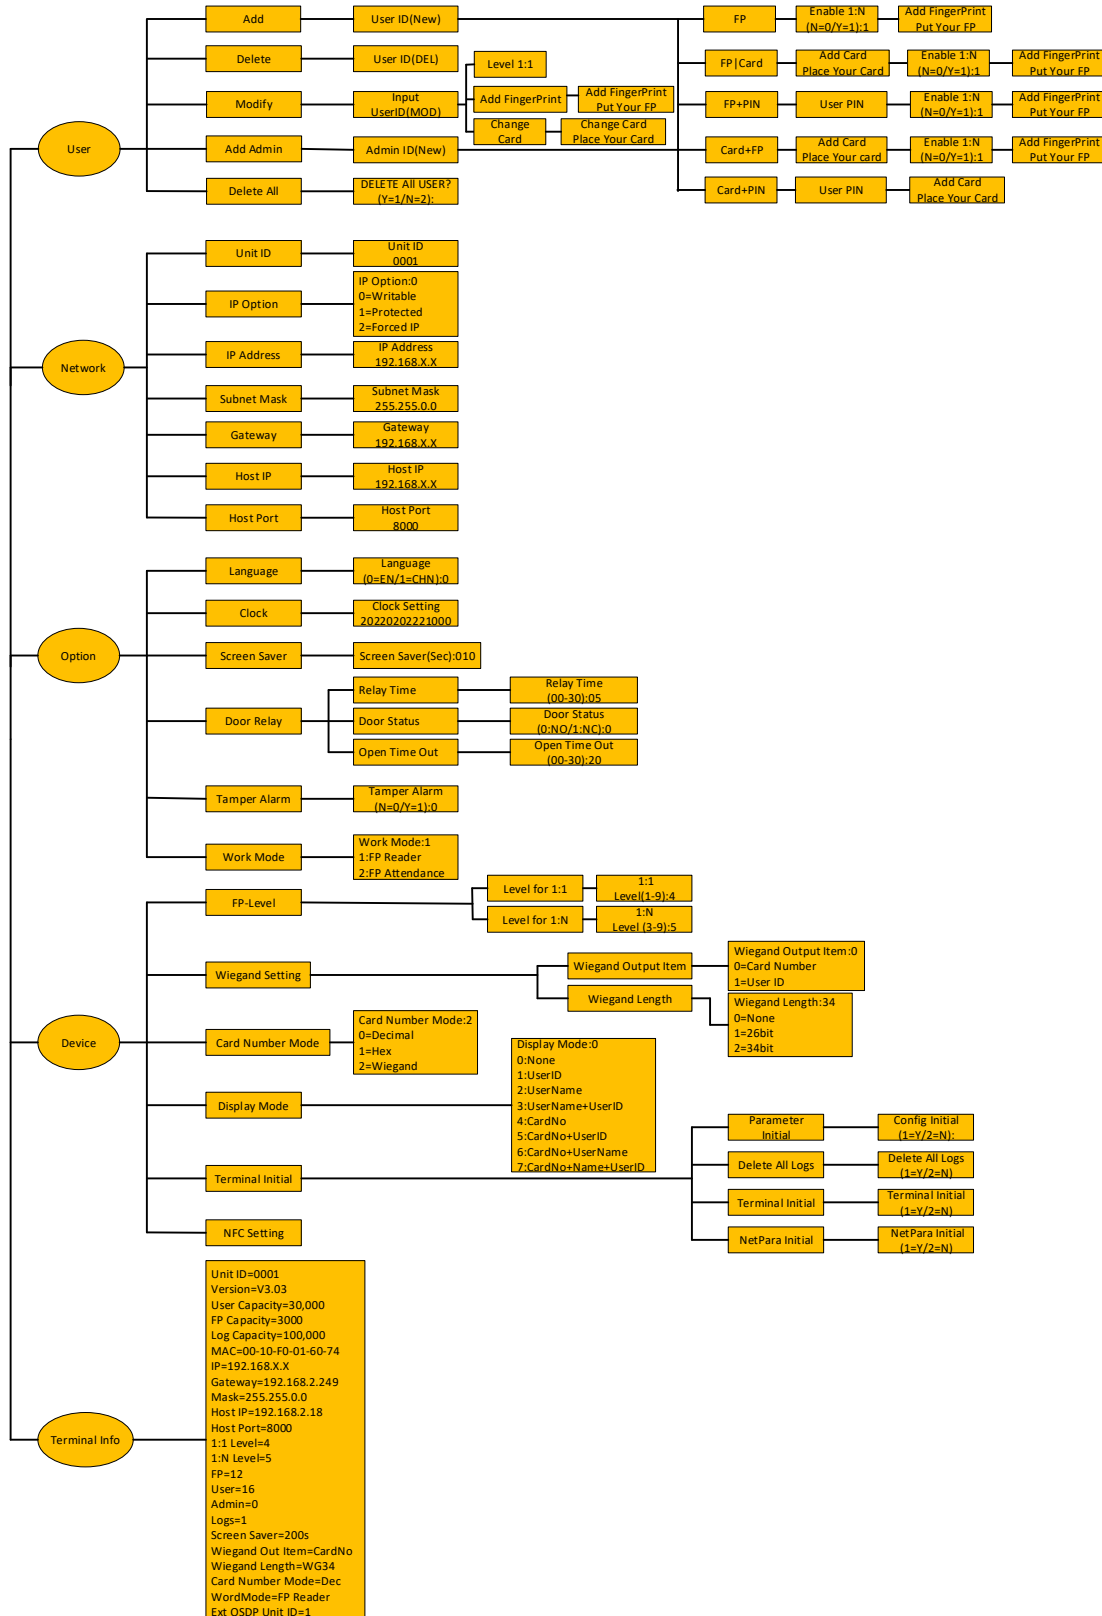 User
Add
User ID(New)
FP
Enable 1:N
(N=0/Y=1):1
Add FingerPrint
Put Your FP
Delete
User ID(DEL)
Level 1:1
FP|Card
Add Card
Place Your Card
Enable 1:N
(N=0/Y=1):1
Add FingerPrint
Put Your FP
Modify
Input
UserID(MOD)
Add FingerPrint
Add FingerPrint
Put Your FP
Change
Card
Change Card
Place Your Card
FP+PIN
User PIN
Enable 1:N
(N=0/Y=1):1
Add FingerPrint
Put Your FP
Add Admin
Admin ID(New)
Card+FP
Add Card
Place Your card
Enable 1:N
(N=0/Y=1):1
Add FingerPrint
Put Your FP
Delete All
DELETE All USER?
(Y=1/N=2):
Card+PIN
User PIN
Add Card
Place Your Card
Network
Unit ID
Unit ID
0001
IP Option
IP Option:0
0=Writable
1=Protected
2=Forced IP
IP Address
IP Address
192.168.X.X
Subnet Mask
Subnet Mask
255.255.0.0
Gateway
Gateway
192.168.X.X
Host IP
Host IP
192.168.X.X
Host Port
Host Port
8000
Option
Language
Language
(0=EN/1=CHN):0
Clock
Clock Setting
20220202221000
Screen Saver
Screen Saver(Sec):010
Door Relay
Relay Time
Relay Time
(00-30):05
Door Status
Door Status
(0:NO/1:NC):0
Open Time Out
Open Time Out
(00-30):20
Tamper Alarm
Tamper Alarm
(N=0/Y=1):0
Work Mode
Work Mode:1
1:FP Reader
2:FP Attendance
Device
FP-Level
Level for 1:1
1:1
Level(1-9):4
Level for 1:N
1:N
Level (3-9):5
Wiegand Setting
Wiegand Output Item
Wiegand Output Item:0
0=Card Number
1=User ID
Wiegand Length
Wiegand Length:34
0=None
1=26bit
2=34bit
Card Number Mode
Card Number Mode:2
0=Decimal
1=Hex
2=Wiegand
Display Mode
Display Mode:0
0:None
1:UserID
2:UserName
3:UserName+UserID
4:CardNo
5:CardNo+UserID
6:CardNo+UserName
7:CardNo+Name+UserID
Terminal Initial
Parameter
Initial
Config Initial
(1=Y/2=N):
Delete All Logs
Delete All Logs
(1=Y/2=N)
Terminal Initial
Terminal Initial
(1=Y/2=N)
NetPara Initial
NetPara Initial
(1=Y/2=N)
NFC Setting
Terminal Info
Unit ID=0001
Version=V3.03
User Capacity=30,000
FP Capacity=3000
Log Capacity=100,000
MAC=00-10-F0-01-60-74
IP=192.168.X.X
Gateway=192.168.2.249
Mask=255.255.0.0
Host IP=192.168.2.18
Host Port=8000
1:1 Level=4
1:N Level=5
FP=12
User=16
Admin=0
Logs=1
Screen Saver=200s
Wiegand Out Item=CardNo
Wiegand Length=WG34
Card Number Mode=Dec
WordMode=FP Reader
Ext OSDP Unit ID=1